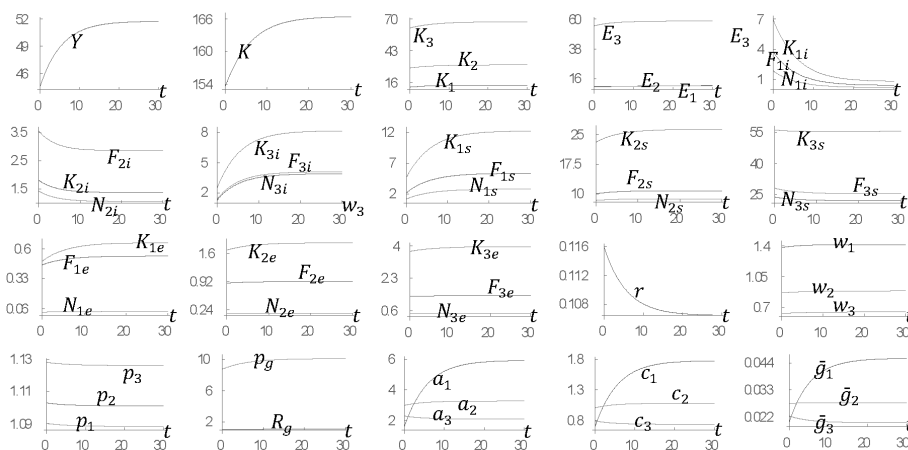 52
49
46
Y
0 10 20 30 t
166
160
154
K
0 10 20 30 t
70
43
16
K₃
K₂
K₁
0 10 20 30 t
60
38
16
E₃
E₂
E₁
0 10 20 30 t
E₃
7
4
1
K₁ᵢ
F₁ᵢ
N₁ᵢ
0 10 20 30 t
3.5
2.5
1.5
F₂ᵢ
K₂ᵢ
N₂ᵢ
0 10 20 30 t
8
5
2
K₃ᵢ
F₃ᵢ
N₃ᵢ
0 10 20 30 w₃
12
7
2
K₁ₛ
F₁ₛ
N₁ₛ
0 10 20 30 t
25
17.5
10
K₂ₛ
F₂ₛ
N₂ₛ
0 10 20 30 t
55
40
25
K₃ₛ
F₃ₛ
N₃ₛ
0 10 20 30 t
0.6
0.33
0.06
K₁ₑ
F₁ₑ
N₁ₑ
0 10 20 30 t
1.6
0.92
0.24
K₂ₑ
F₂ₑ
N₂ₑ
0 10 20 30 t
4
2.3
0.6
K₃ₑ
F₃ₑ
N₃ₑ
0 10 20 30 t
0.116
0.112
0.108
r
0 10 20 30 t
1.4
1.05
0.7
w₁
w₂
w₃
0 10 20 30 t
1.13
1.11
1.09
p₃
p₂
p₁
0 10 20 30 t
10
6
2
p_g
R_g
0 10 20 30 t
6
4
2
a₁
a₂
a₃
0 10 20 30 t
1.8
1.3
0.8
c₁
c₂
c₃
0 10 20 30 t
0.044
0.033
0.022
ḡ₁
ḡ₂
ḡ₃
0 10 20 30 t